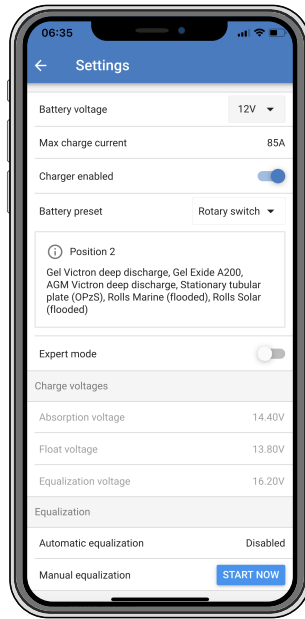 06:35
Settings
Battery voltage 12V
Max charge current 85A
Charger enabled
Battery preset Rotary switch
Position 2
Gel Victron deep discharge, Gel Exide A200,
AGM Victron deep discharge, Stationary tubular
plate (OPzS), Rolls Marine (flooded), Rolls Solar
(flooded)
Expert mode
Charge voltages
Absorption voltage 14.40V
Float voltage 13.80V
Equalization voltage 16.20V
Equalization
Automatic equalization Disabled
Manual equalization START NOW